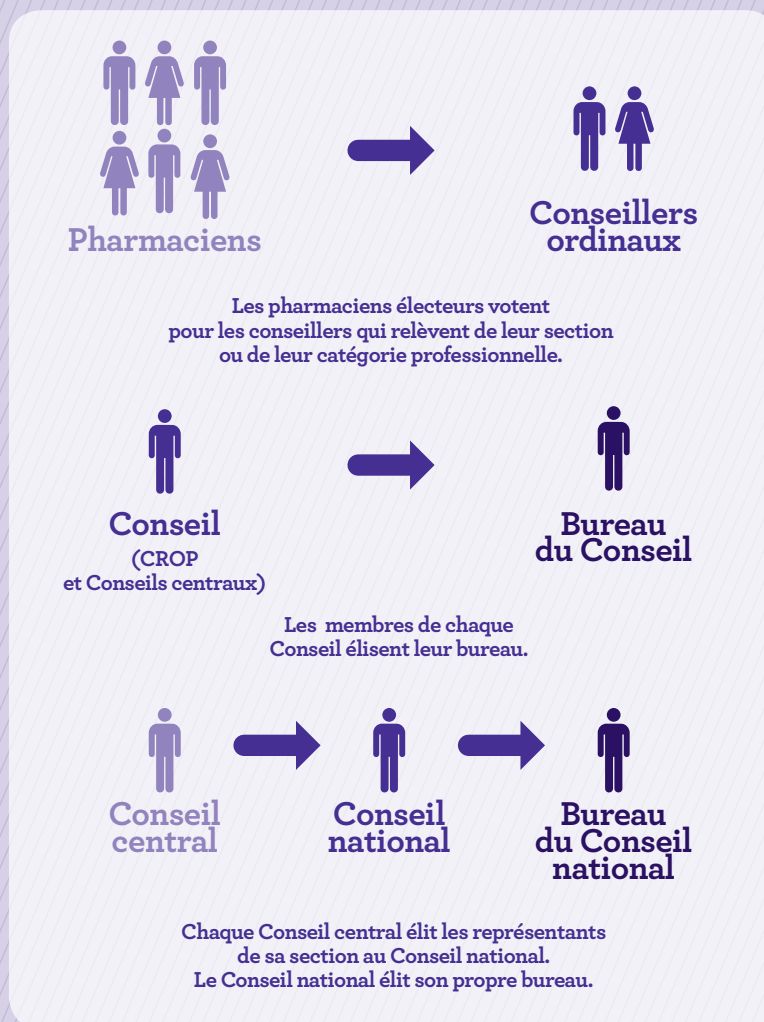 Pharmaciens
Conseillers
ordinaux
Les pharmaciens électeurs votent
pour les conseillers qui relèvent de leur section
ou de leur catégorie professionnelle.
Conseil
(CROP
et Conseils centraux)
Bureau
du Conseil
Les membres de chaque
Conseil élisent leur bureau.
Conseil
central
Conseil
national
Bureau
du Conseil
national
Chaque Conseil central élit les représentants
de sa section au Conseil national.
Le Conseil national élit son propre bureau.